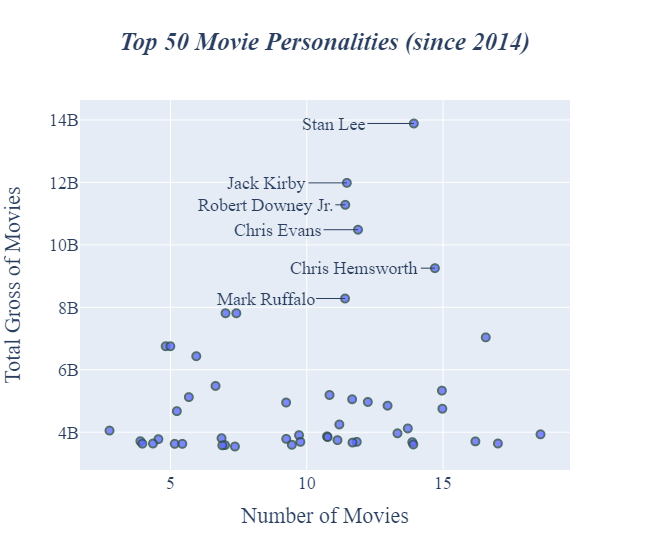 Top 50 Movie Personalities (since 2014)
14B
Stan Lee
12B
Jack Kirby
Robert Downey Jr.
10B
Chris Evans
Chris Hemsworth
8B
Mark Ruffalo
6B
4B
Total Gross of Movies
5 10 15
Number of Movies